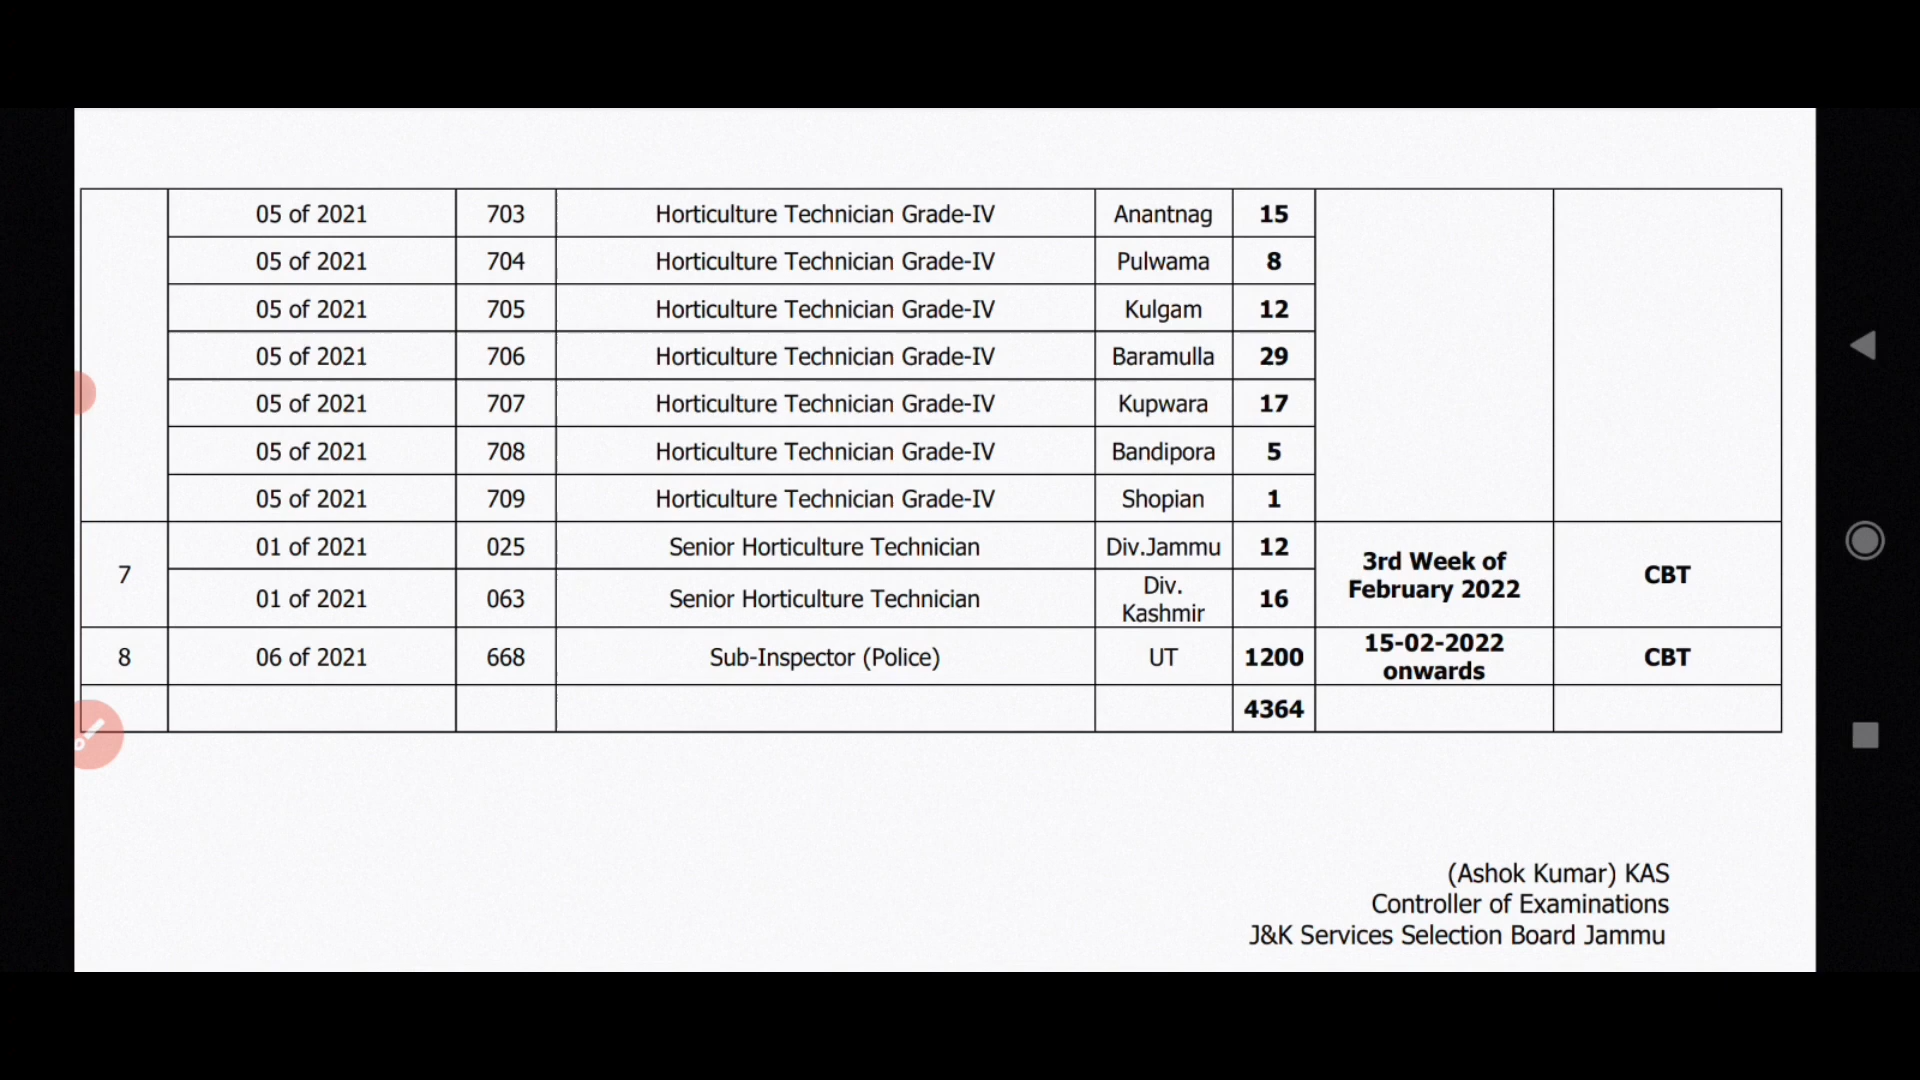 05 of 2021 703 Horticulture Technician Grade-IV Anantnag 15
05 of 2021 704 Horticulture Technician Grade-IV Pulwama 8
05 of 2021 705 Horticulture Technician Grade-IV Kulgam 12
05 of 2021 706 Horticulture Technician Grade-IV Baramulla 29
05 of 2021 707 Horticulture Technician Grade-IV Kupwara 17
05 of 2021 708 Horticulture Technician Grade-IV Bandipora 5
05 of 2021 709 Horticulture Technician Grade-IV Shopian 1
7
01 of 2021 025 Senior Horticulture Technician Div.Jammu 12
01 of 2021 063 Senior Horticulture Technician Div.
Kashmir 16
3rd Week of
February 2022
CBT
8 06 of 2021 668 Sub-Inspector (Police) UT 1200 15-02-2022
onwards CBT
4364
(Ashok Kumar) KAS
Controller of Examinations
J&K Services Selection Board Jammu